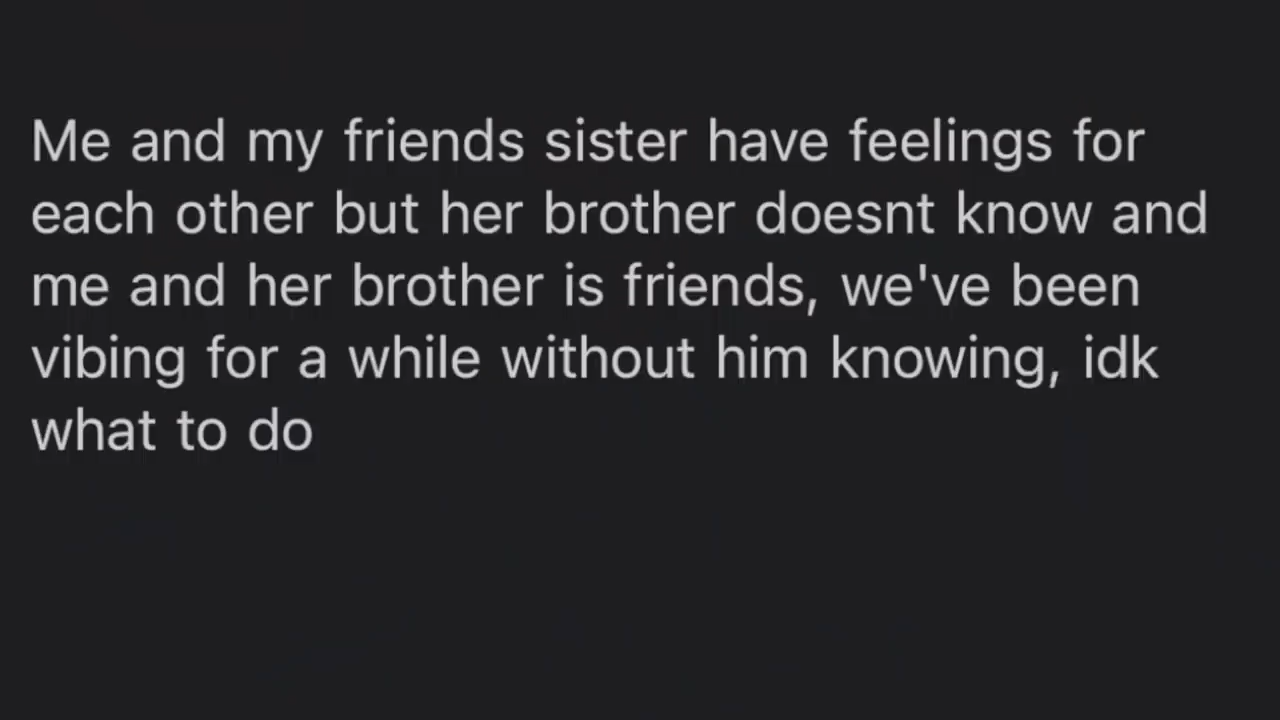 Me and my friends sister have feelings for
each other but her brother doesnt know and
me and her brother is friends, we've been
vibing for a while without him knowing, idk
what to do